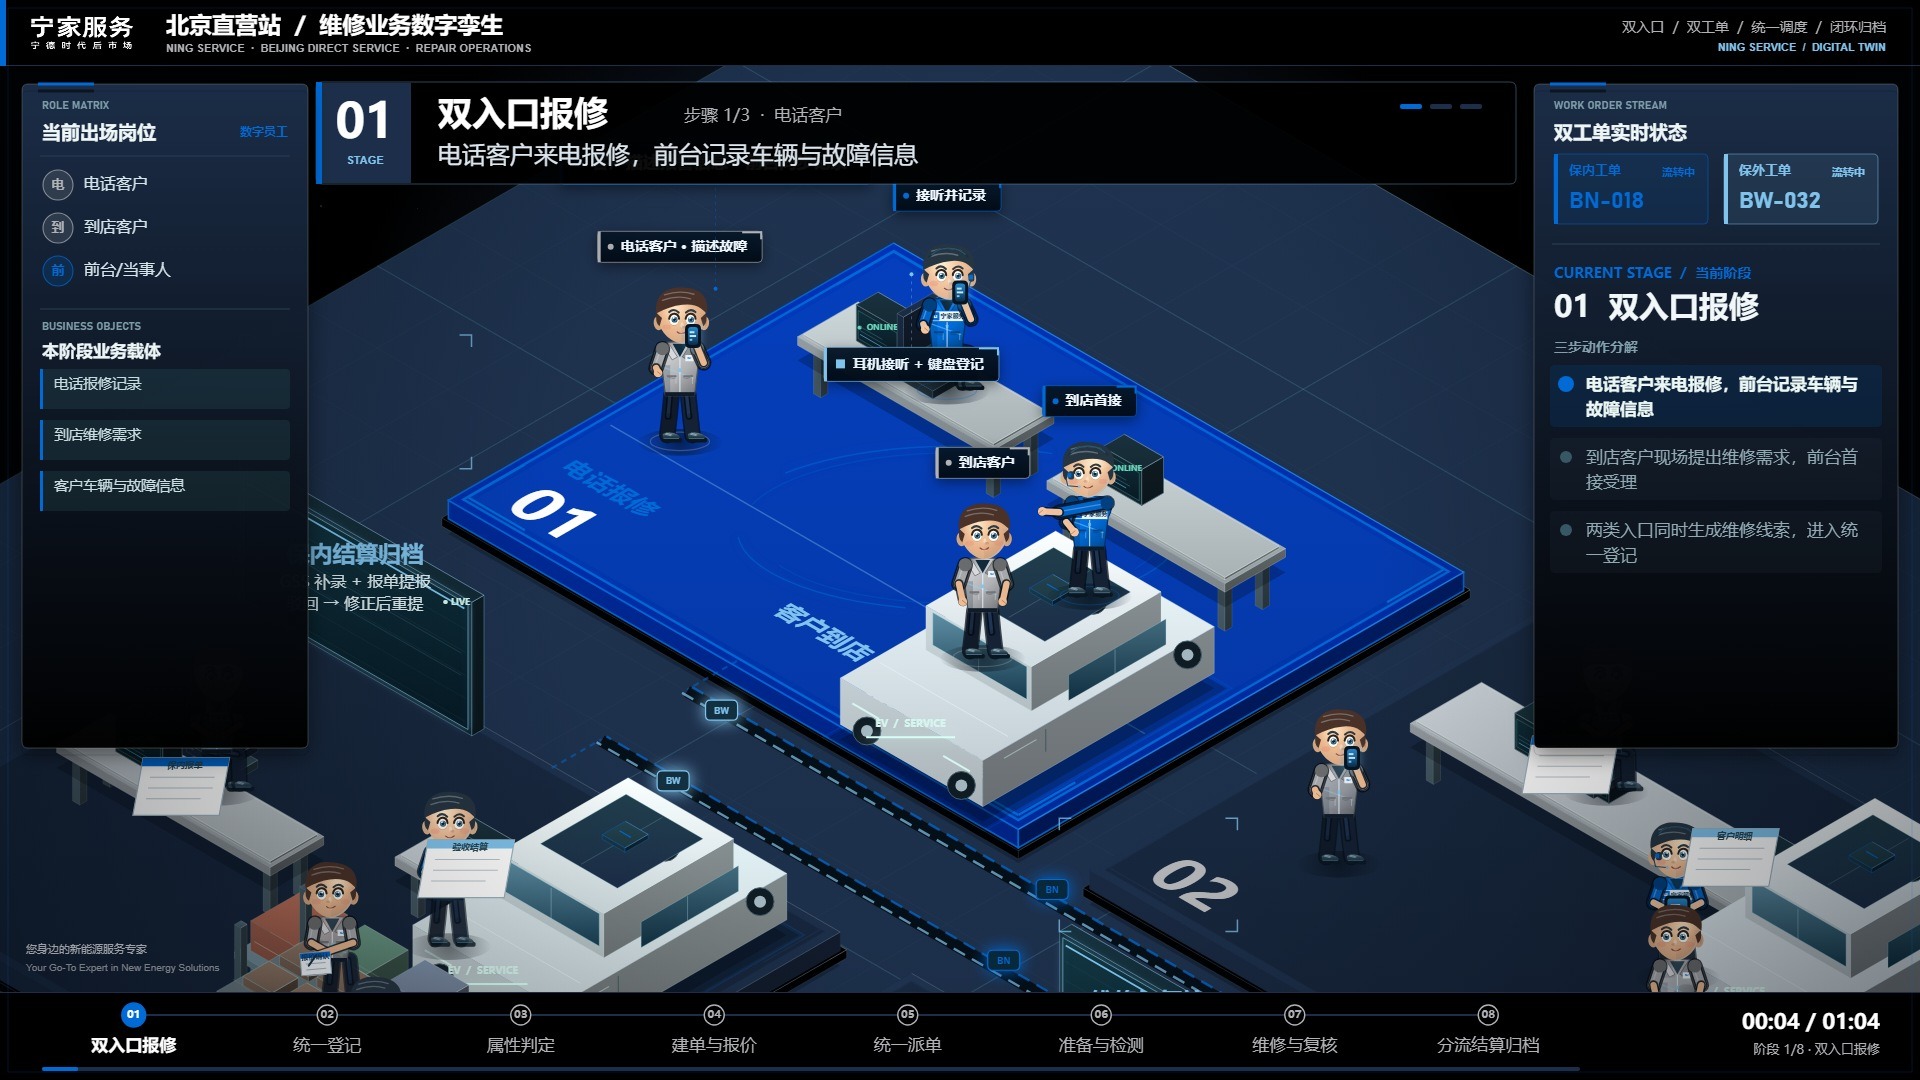 宁家服务
宁德时代后市场
北京直营站 / 维修业务数字孪生
NING SERVICE · BEIJING DIRECT SERVICE · REPAIR OPERATIONS
双入口 / 双工单 / 统一调度 / 闭环归档
NING SERVICE / DIGITAL TWIN
ROLE MATRIX
当前出场岗位
数字员工
电 电话客户
到 到店客户
前 前台/当事人
BUSINESS OBJECTS
本阶段业务载体
电话报修记录
到店维修需求
客户车辆与故障信息
01
STAGE
双入口报修
步骤 1/3 · 电话客户
电话客户来电报修，前台记录车辆与故障信息
WORK ORDER STREAM
双工单实时状态
保内工单 流转中
BN-018
保外工单 流转中
BW-032
CURRENT STAGE / 当前阶段
01 双入口报修
三步动作分解
电话客户来电报修，前台记录车辆与
故障信息
到店客户现场提出维修需求，前台首
接受理
两类入口同时生成维修线索，进入统
一登记
接听并记录
电话客户 • 描述故障
ONLINE
宁家服
耳机接听 + 键盘登记
到店首接
到店客户
ONLINE
电话报修
01
客户到店
EV / SERVICE
内结算归档
补录 + 报单提报
回 → 修正后重提
LIVE
BW
BW
BN
BN
02
保内报单
验收结算
客户明细
EV / SERVICE
您身边的新能源服务专家
Your Go-To Expert in New Energy Solutions
01 双入口报修
02 统一登记
03 属性判定
04 建单与报价
05 统一派单
06 准备与检测
07 维修与复核
08 分流结算归档
00:04 / 01:04
阶段 1/8 · 双入口报修